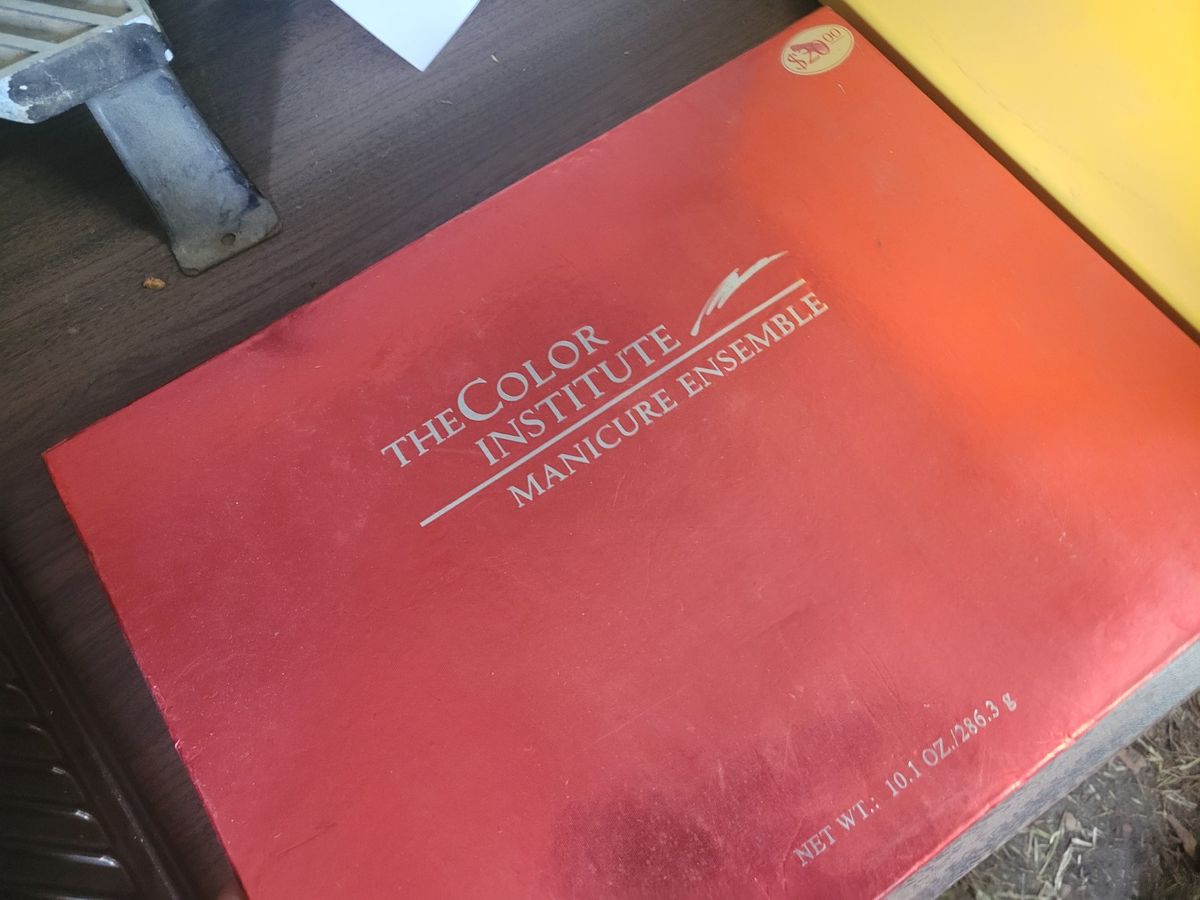 $20.00
THE COLOR
INSTITUTE
MANICURE ENSEMBLE
NET WT.: 10.1 OZ./286.3 g